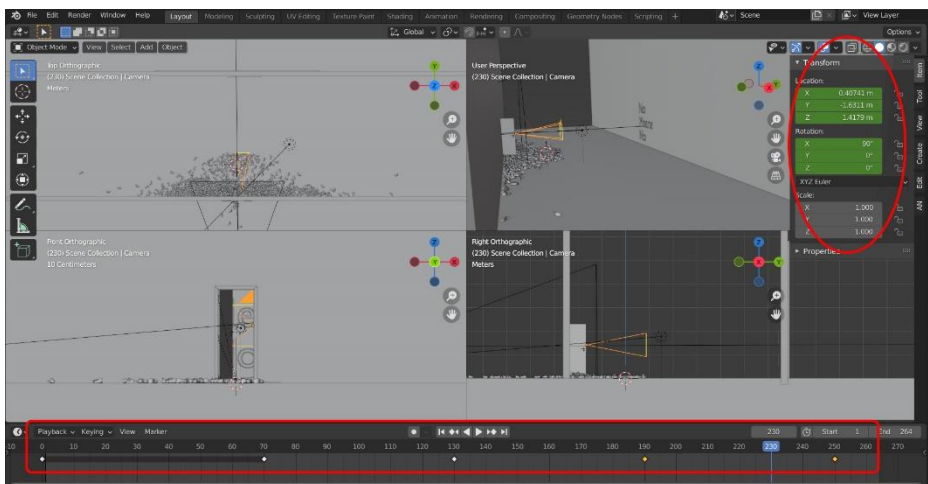 File Edit Render Window Help Layout Modeling Sculpting UV Editing Texture Paint Shading Animation Rendering Compositing Geometry Nodes Scripting + Scene View Layer
Global Options
Object Mode View Select Add Object
Top Orthographic
(230) Scene Collection | Camera
Meters
User Perspective
(230) Scene Collection | Camera
Transform
Location:
X 0.40741 m
Y -1.6311 m
Z 1.4179 m
Rotation:
X 90°
Y 0°
Z 0°
XYZ Euler
Scale:
X 1.000
Y 1.000
Z 1.000
Properties
Item
Tool
View
Create
Edit
AN
Front Orthographic
(230) Scene Collection | Camera
10 Centimeters
Right Orthographic
(230) Scene Collection | Camera
Meters
Playback Keying View Marker 230 Start 1 End 264
0 10 20 30 40 50 60 70 80 90 100 110 120 130 140 150 160 170 180 190 200 210 220 230 240 250 260 270